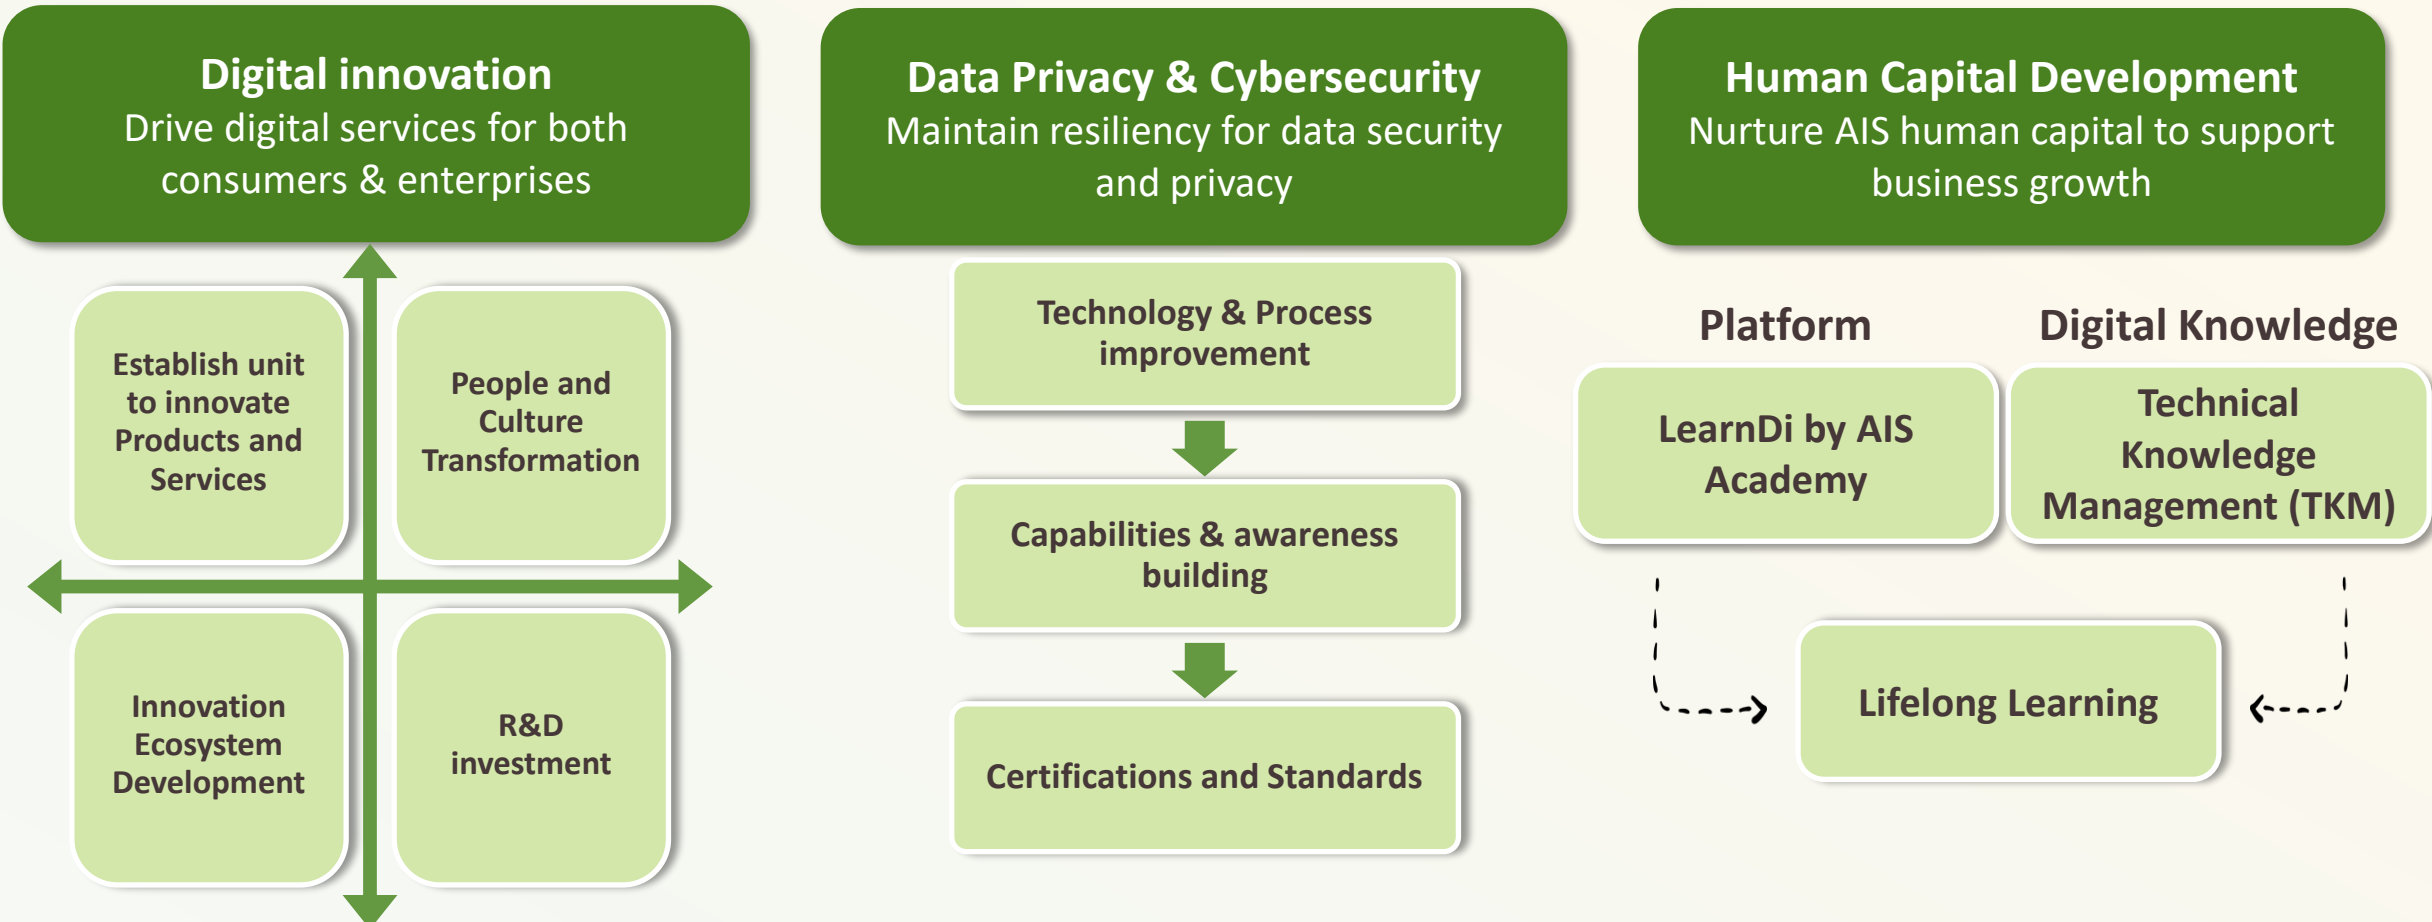 Digital innovation
Drive digital services for both
consumers & enterprises
Establish unit
to innovate
Products and
Services
People and
Culture
Transformation
Innovation
Ecosystem
Development
R&D
investment
Data Privacy & Cybersecurity
Maintain resiliency for data security
and privacy
Technology & Process
improvement
Capabilities & awareness
building
Certifications and Standards
Human Capital Development
Nurture AIS human capital to support
business growth
Platform
LearnDi by AIS
Academy
Digital Knowledge
Technical
Knowledge
Management (TKM)
Lifelong Learning